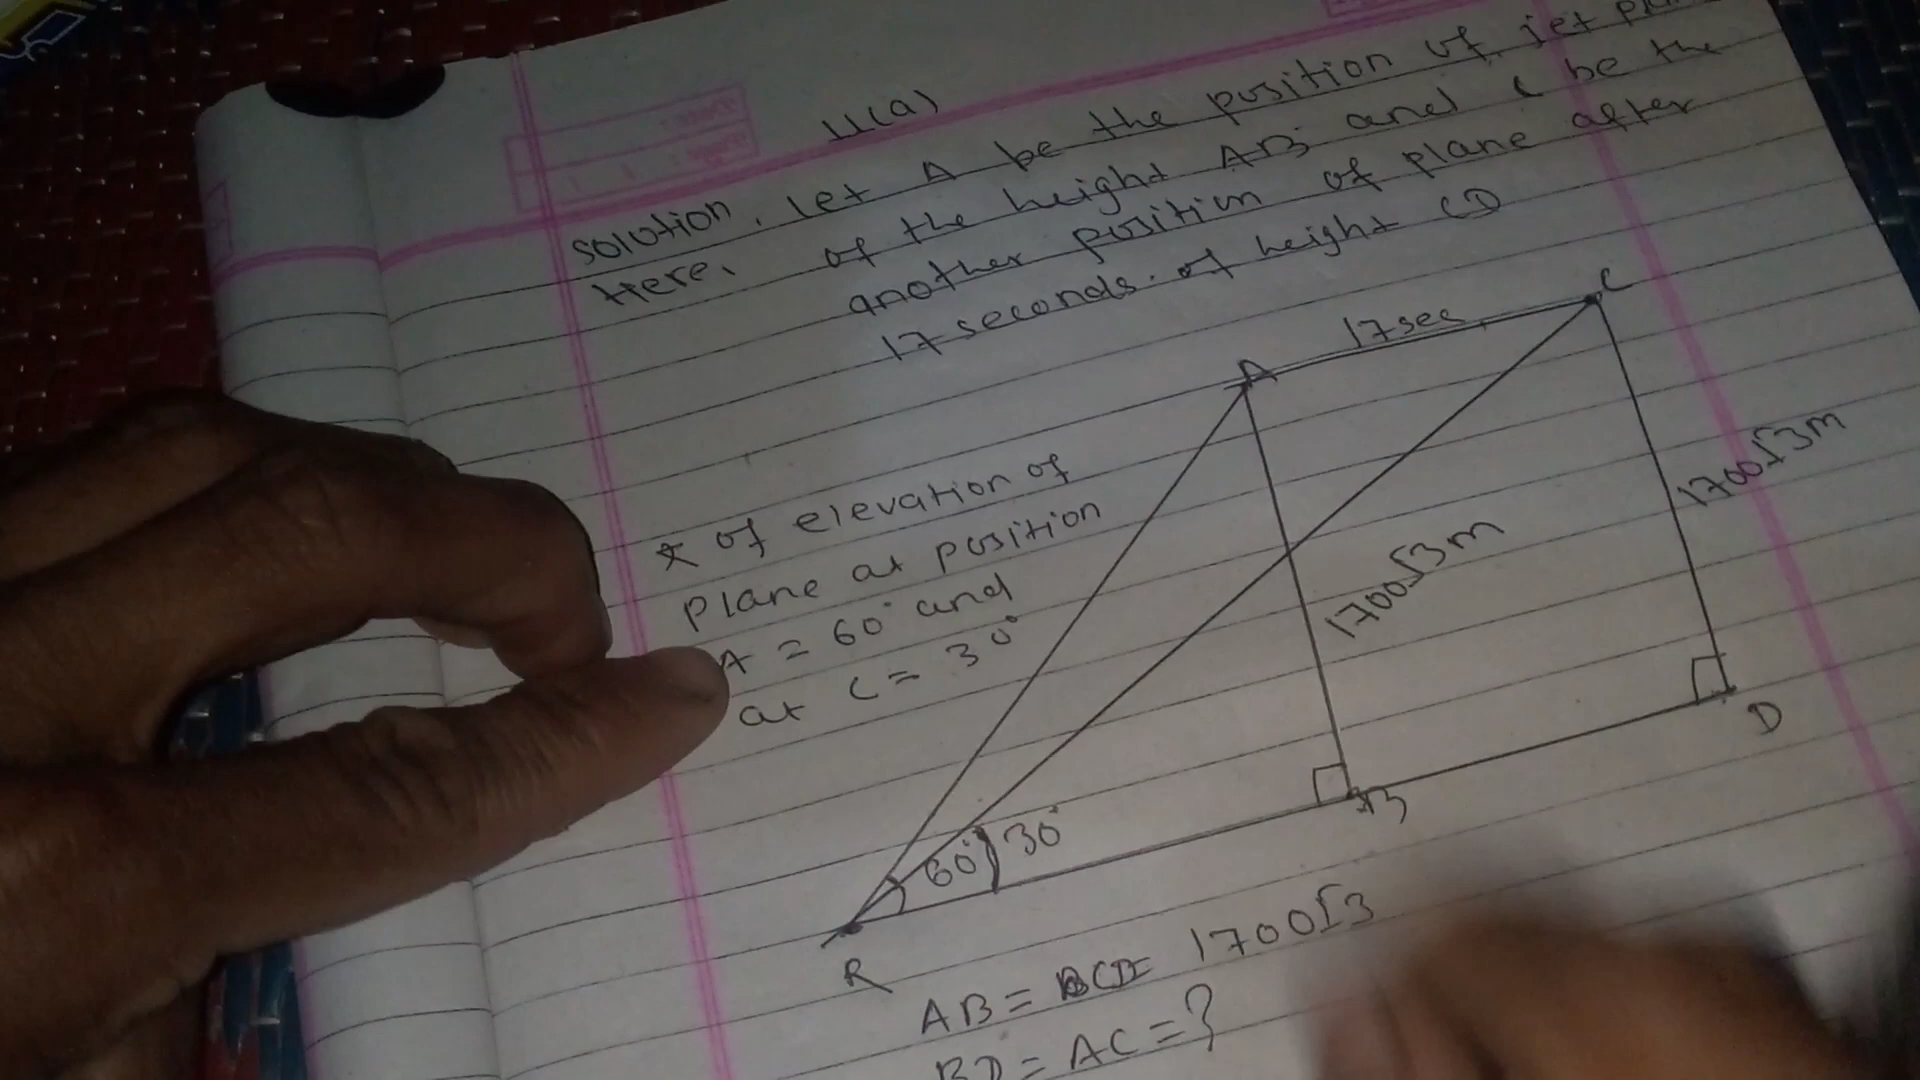 11(a)
solution, let A be the position of jet
Here, of the height AB and C be the
another position of plane after
17 seconds. of height CD
17 sec
A
C
∡ of elevation of
plane at position
A = 60° and
at C = 30°
1700√3m
1700√3m
60° 30°
R
B
D
AB = CD = 1700√3
BD = AC = ?